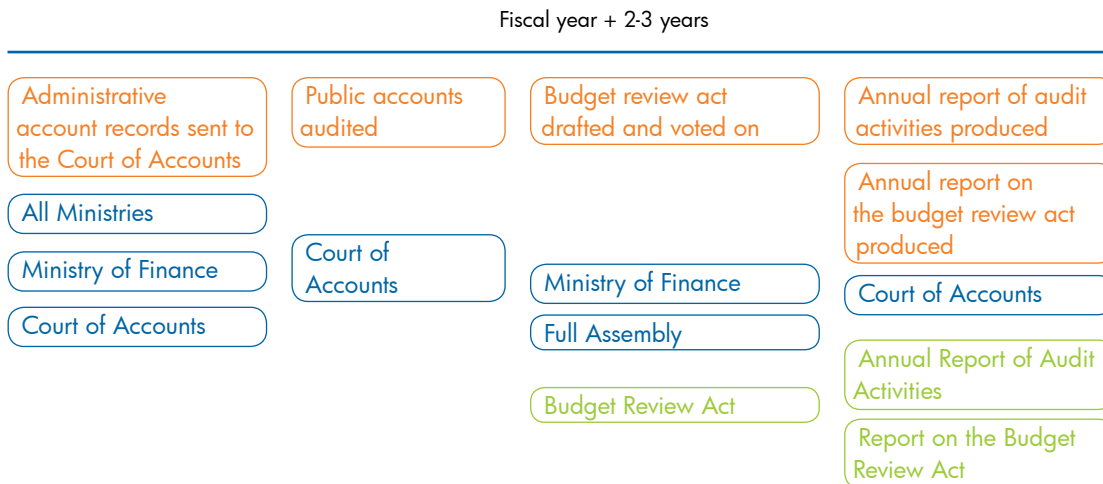 Fiscal year + 2-3 years
Administrative
account records sent to
the Court of Accounts
All Ministries
Ministry of Finance
Court of Accounts
Public accounts
audited
Court of
Accounts
Budget review act
drafted and voted on
Ministry of Finance
Full Assembly
Budget Review Act
Annual report of audit
activities produced
Annual report on
the budget review act
produced
Court of Accounts
Annual Report of Audit
Activities
Report on the Budget
Review Act